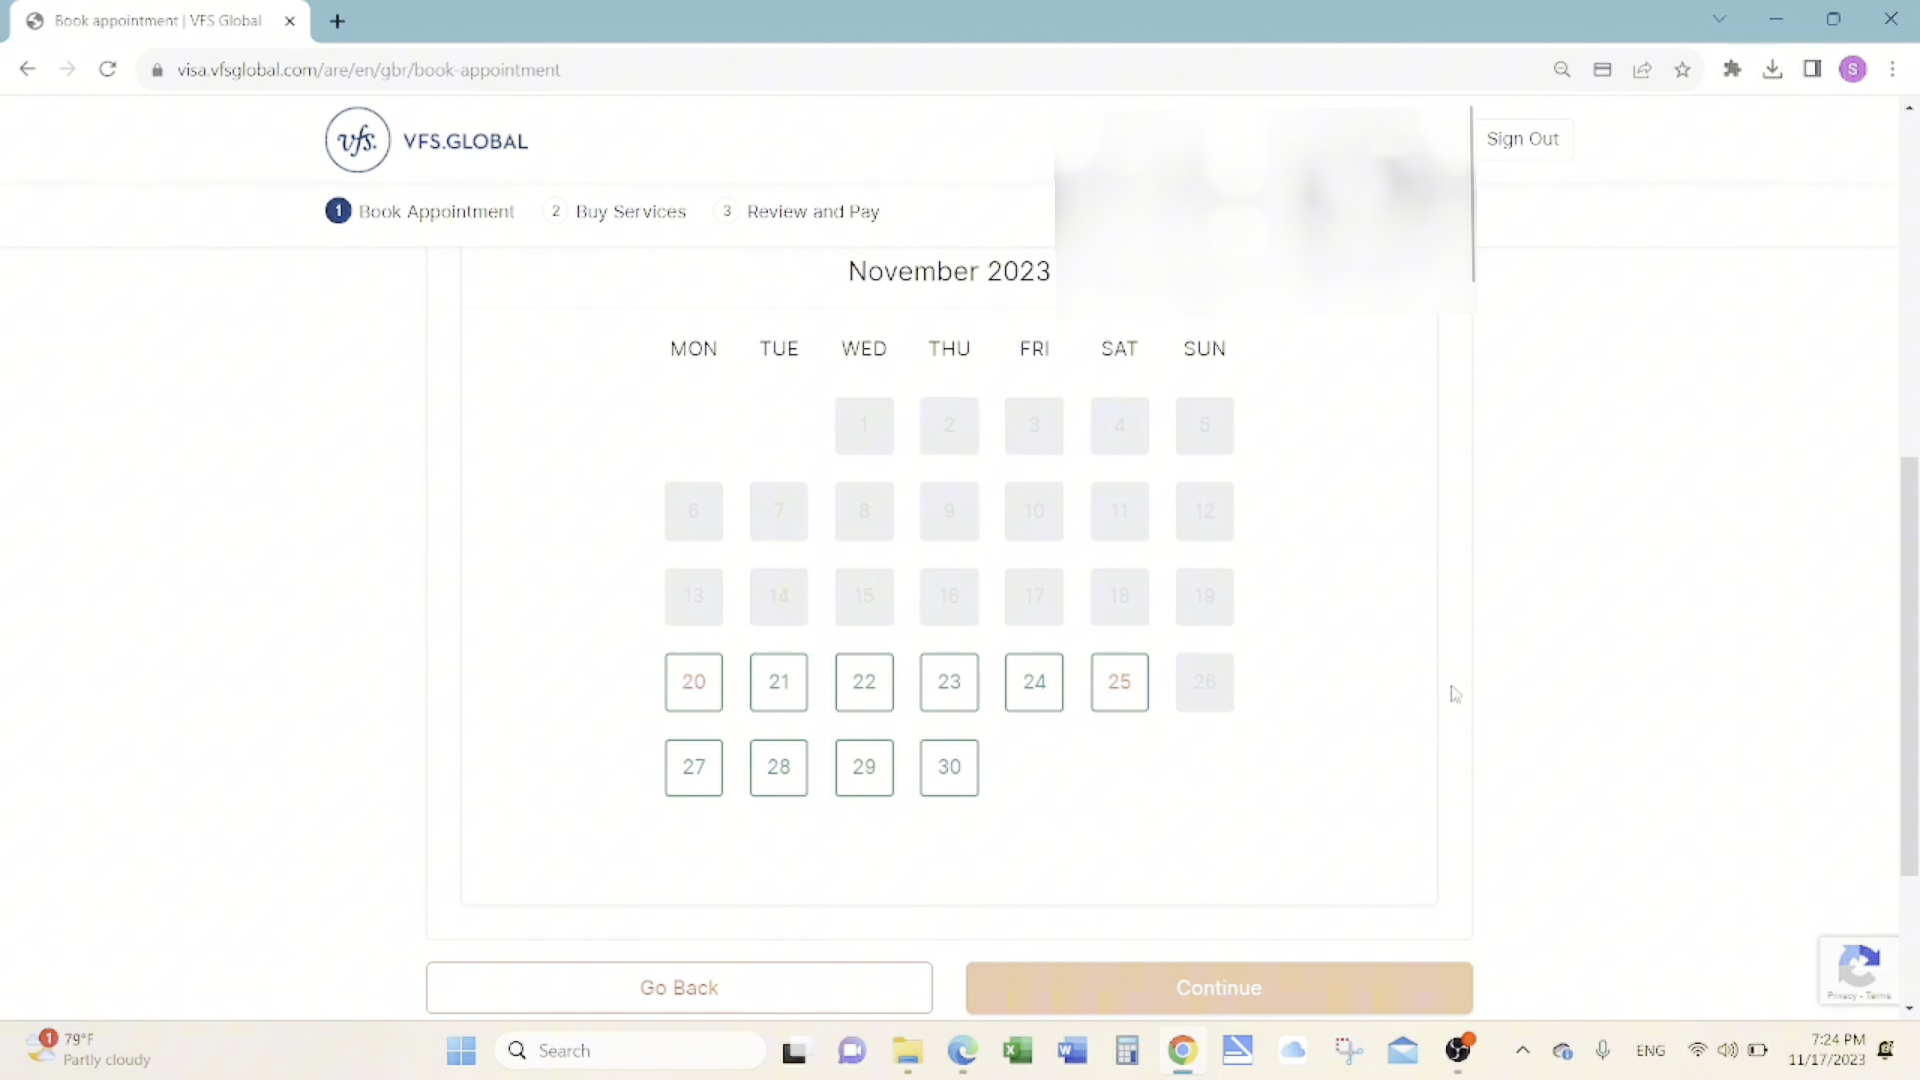 Book appointment | VFS Global
visa.vfsglobal.com/are/en/gbr/book-appointment
S
vfs. VFS.GLOBAL
Sign Out
1 Book Appointment 2 Buy Services 3 Review and Pay
November 2023
MON TUE WED THU FRI SAT SUN
1 2 3 4 5
6 7 8 9 10 11 12
13 14 15 16 17 18 19
20 21 22 23 24 25 26
27 28 29 30
Go Back Continue
Privacy - Terms
1 79°F
Partly cloudy
Search
ENG
7:24 PM
11/17/2023